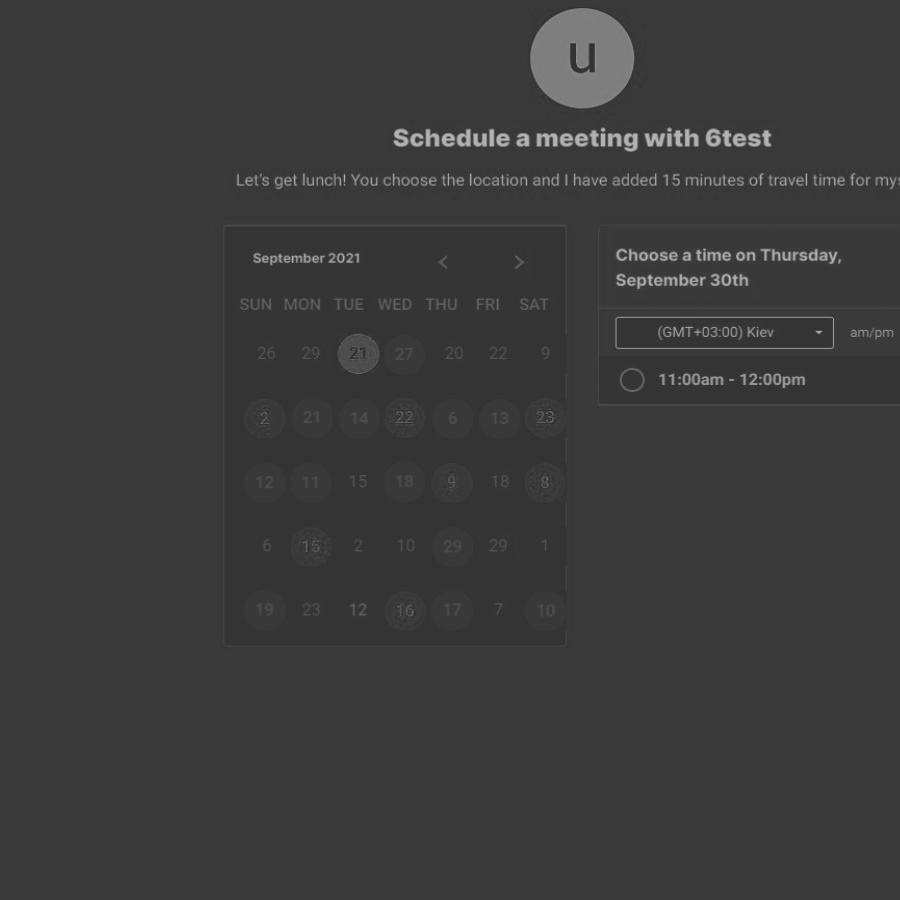 u
Schedule a meeting with 6test
Let's get lunch! You choose the location and I have added 15 minutes of travel time for mys
September 2021 < >
SUN MON TUE WED THU FRI SAT
26 29 21 27 20 22 9
2 21 14 22 6 13 23
12 11 15 18 9 18 8
6 15 2 10 29 29 1
19 23 12 16 17 7 10
Choose a time on Thursday,
September 30th
(GMT+03:00) Kiev am/pm
11:00am - 12:00pm